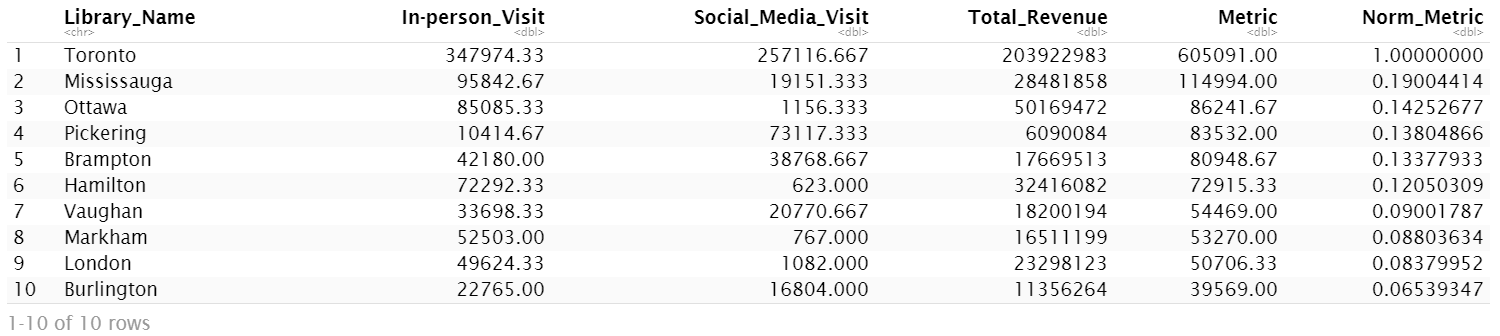 Library_Name In-person_Visit Social_Media_Visit Total_Revenue Metric Norm_Metric
<chr> <dbl> <dbl> <dbl> <dbl> <dbl>
1 Toronto 347974.33 257116.667 203922983 605091.00 1.00000000
2 Mississauga 95842.67 19151.333 28481858 114994.00 0.19004414
3 Ottawa 85085.33 1156.333 50169472 86241.67 0.14252677
4 Pickering 10414.67 73117.333 6090084 83532.00 0.13804866
5 Brampton 42180.00 38768.667 17669513 80948.67 0.13377933
6 Hamilton 72292.33 623.000 32416082 72915.33 0.12050309
7 Vaughan 33698.33 20770.667 18200194 54469.00 0.09001787
8 Markham 52503.00 767.000 16511199 53270.00 0.08803634
9 London 49624.33 1082.000 23298123 50706.33 0.08379952
10 Burlington 22765.00 16804.000 11356264 39569.00 0.06539347
1-10 of 10 rows